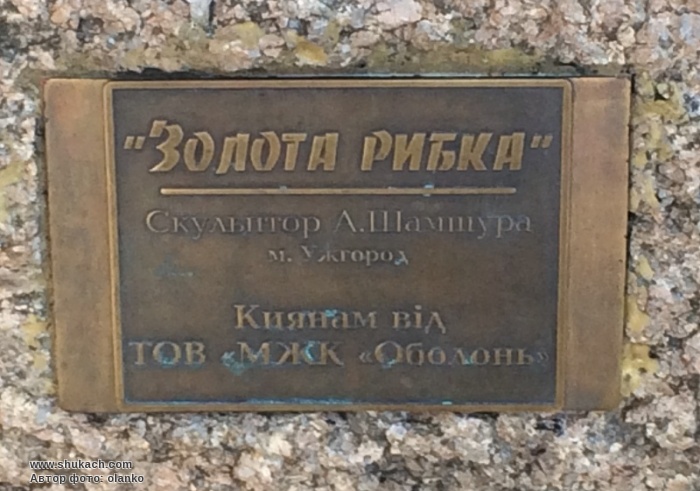 "ЗОЛОТА РИБКА"
Скульптор А.Шамшура
м. Ужгород
Киянам від
ТОВ «МЖК «Оболонь»
www.shukach.com
Автор фото: olanko